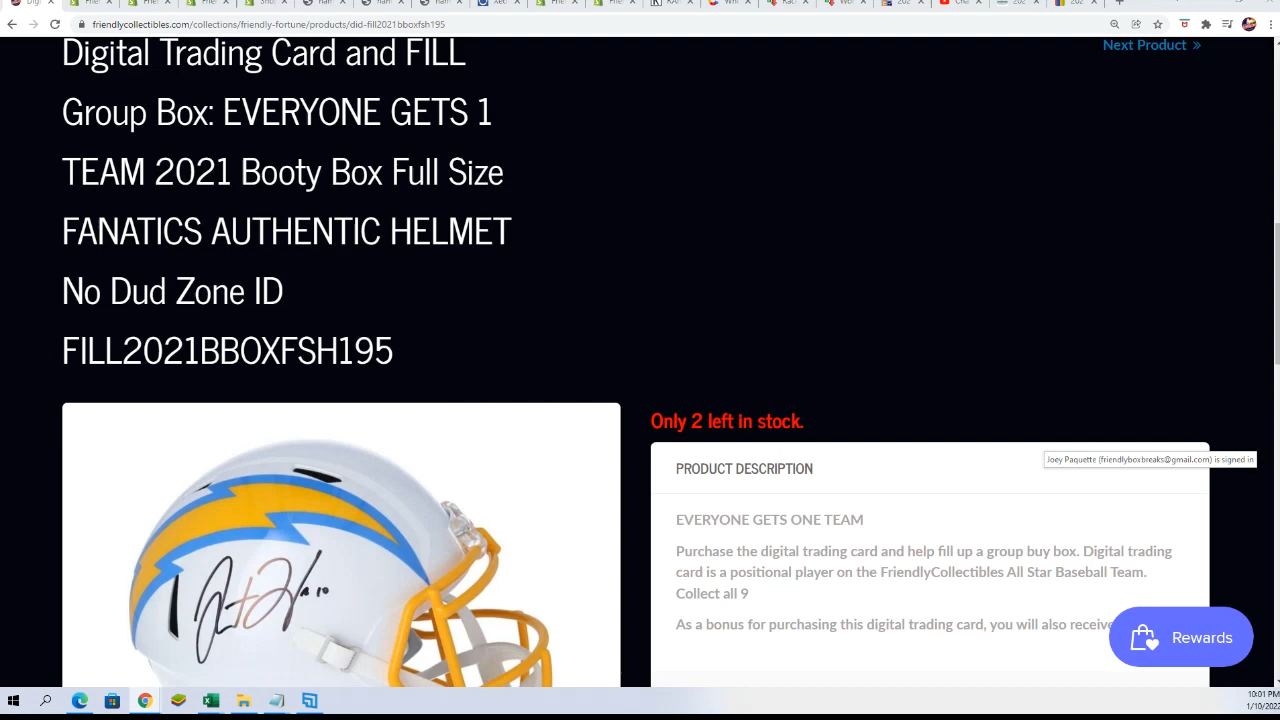 friendlycollectibles.com/collections/friendly-fortune/products/did-fill2021bboxfsh195
Digital Trading Card and FILL
Next Product »
Group Box: EVERYONE GETS 1
TEAM 2021 Booty Box Full Size
FANATICS AUTHENTIC HELMET
No Dud Zone ID
FILL2021BBOXFSH195
Only 2 left in stock.
PRODUCT DESCRIPTION
Joey Paquette (friendlyboxbreaks@gmail.com) is signed in
EVERYONE GETS ONE TEAM
Purchase the digital trading card and help fill up a group buy box. Digital trading
card is a positional player on the FriendlyCollectibles All Star Baseball Team.
Collect all 9
As a bonus for purchasing this digital trading card, you will also receive
Rewards
10:01 PM
1/10/2022